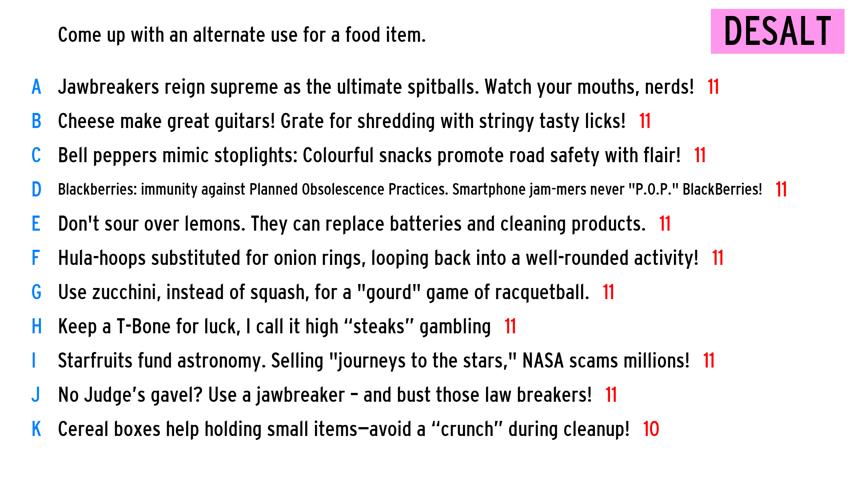 Come up with an alternate use for a food item.
DESALT
A Jawbreakers reign supreme as the ultimate spitballs. Watch your mouths, nerds! 11
B Cheese make great guitars! Grate for shredding with stringy tasty licks! 11
C Bell peppers mimic stoplights: Colourful snacks promote road safety with flair! 11
D Blackberries: immunity against Planned Obsolescence Practices. Smartphone jam-mers never "P.O.P." BlackBerries! 11
E Don't sour over lemons. They can replace batteries and cleaning products. 11
F Hula-hoops substituted for onion rings, looping back into a well-rounded activity! 11
G Use zucchini, instead of squash, for a "gourd" game of racquetball. 11
H Keep a T-Bone for luck, I call it high “steaks” gambling 11
I Starfruits fund astronomy. Selling "journeys to the stars," NASA scams millions! 11
J No Judge’s gavel? Use a jawbreaker – and bust those law breakers! 11
K Cereal boxes help holding small items—avoid a “crunch” during cleanup! 10